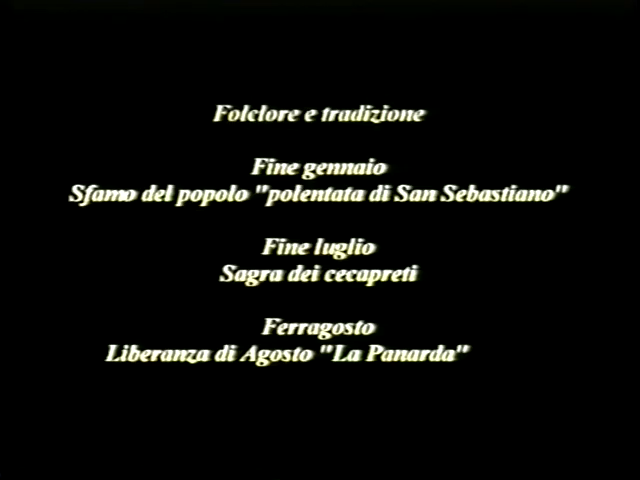 Folclore e tradizione
Fine gennaio
Sfamo del popolo "polentata di San Sebastiano"
Fine luglio
Sagra dei cecapreti
Ferragosto
Liberanza di Agosto "La Panarda"